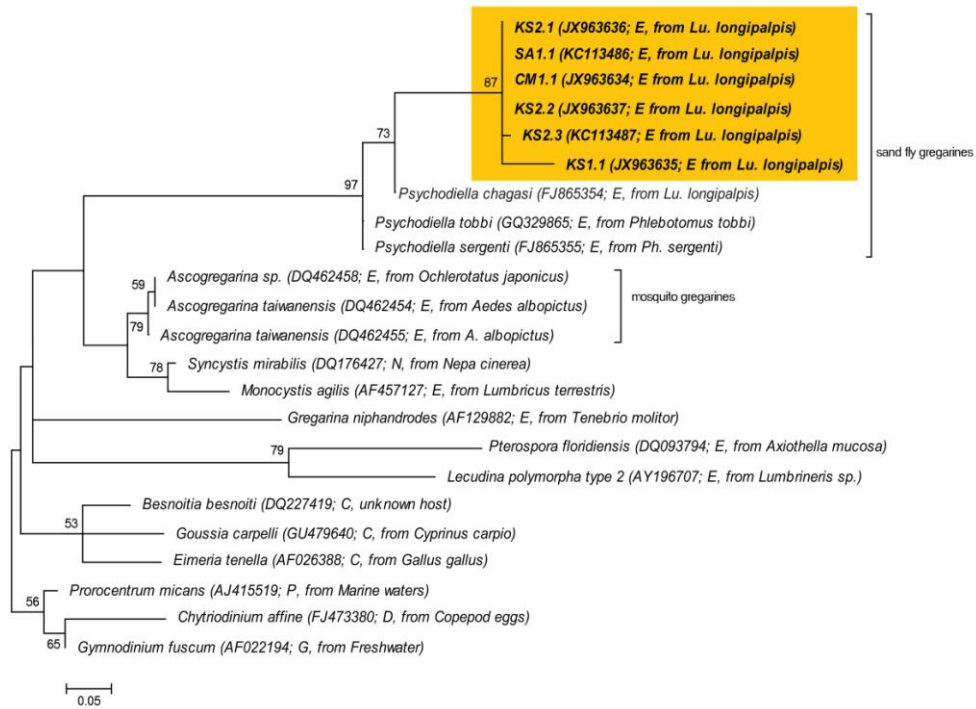 KS2.1 (JX963636; E, from Lu. longipalpis)
SA1.1 (KC113486; E, from Lu. longipalpis)
87
CM1.1 (JX963634; E from Lu. longipalpis)
KS2.2 (JX963637; E from Lu. longipalpis)
73
KS2.3 (KC113487; E from Lu. longipalpis)
sand fly gregarines
KS1.1 (JX963635; E from Lu. longipalpis)
97
Psychodiella chagasi (FJ865354; E, from Lu. longipalpis)
Psychodiella tobbi (GQ329865; E, from Phlebotomus tobbi)
Psychodiella sergenti (FJ865355; E, from Ph. sergenti)
Ascogregarina sp. (DQ462458; E, from Ochlerotatus japonicus)
59
mosquito gregarines
Ascogregarina taiwanensis (DQ462454; E, from Aedes albopictus)
79
Ascogregarina taiwanensis (DQ462455; E, from A. albopictus)
78
Syncystis mirabilis (DQ176427; N, from Nepa cinerea)
Monocystis agilis (AF457127; E, from Lumbricus terrestris)
Gregarina niphandrodes (AF129882; E, from Tenebrio molitor)
79
Pterospora floridiensis (DQ093794; E, from Axiothella mucosa)
Lecudina polymorpha type 2 (AY196707; E, from Lumbrineris sp.)
Besnoitia besnoiti (DQ227419; C, unknown host)
53
Goussia carpelli (GU479640; C, from Cyprinus carpio)
Eimeria tenella (AF026388; C, from Gallus gallus)
56
Prorocentrum micans (AJ415519; P, from Marine waters)
Chytriodinium affine (FJ473380; D, from Copepod eggs)
65
Gymnodinium fuscum (AF022194; G, from Freshwater)
0.05